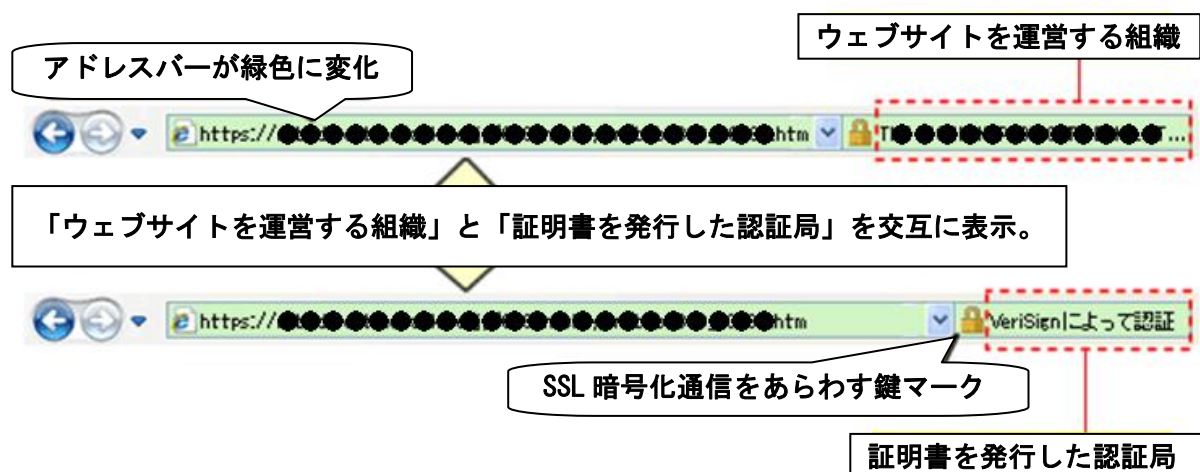 ウェブサイトを運営する組織
アドレスバーが緑色に変化
https://●●●●●●●●●●●●●●●●●●●●●●htm
「ウェブサイトを運営する組織」と「証明書を発行した認証局」を交互に表示。
https://●●●●●●●●●●●●●●●●●●●●●●htm
VeriSignによって認証
SSL 暗号化通信をあらわす鍵マーク
証明書を発行した認証局